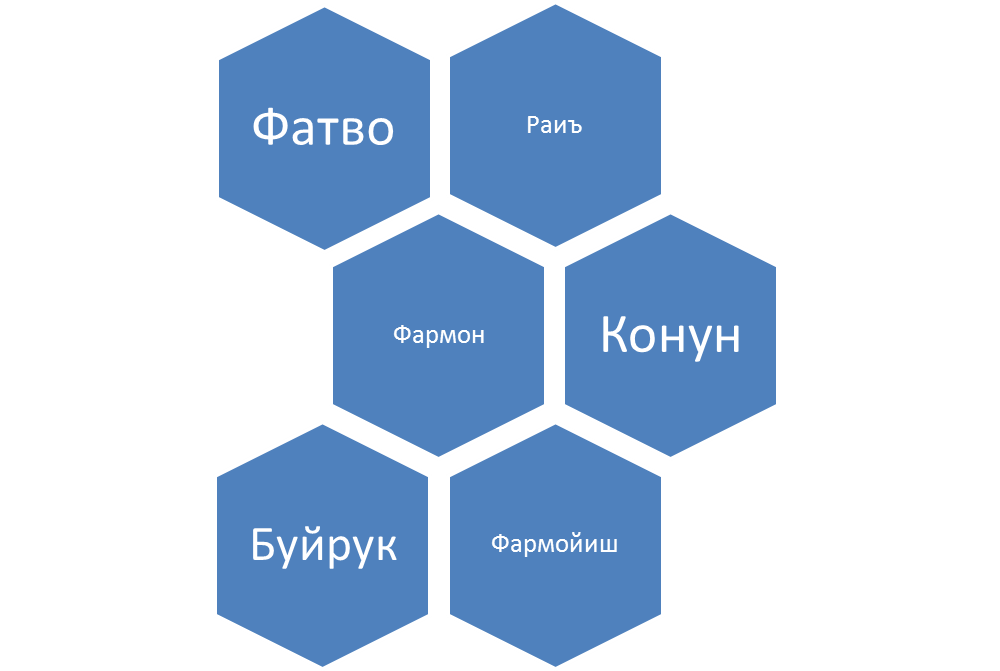 Фатво
Раиъ
Фармон
Конун
Буйрук
Фармойиш